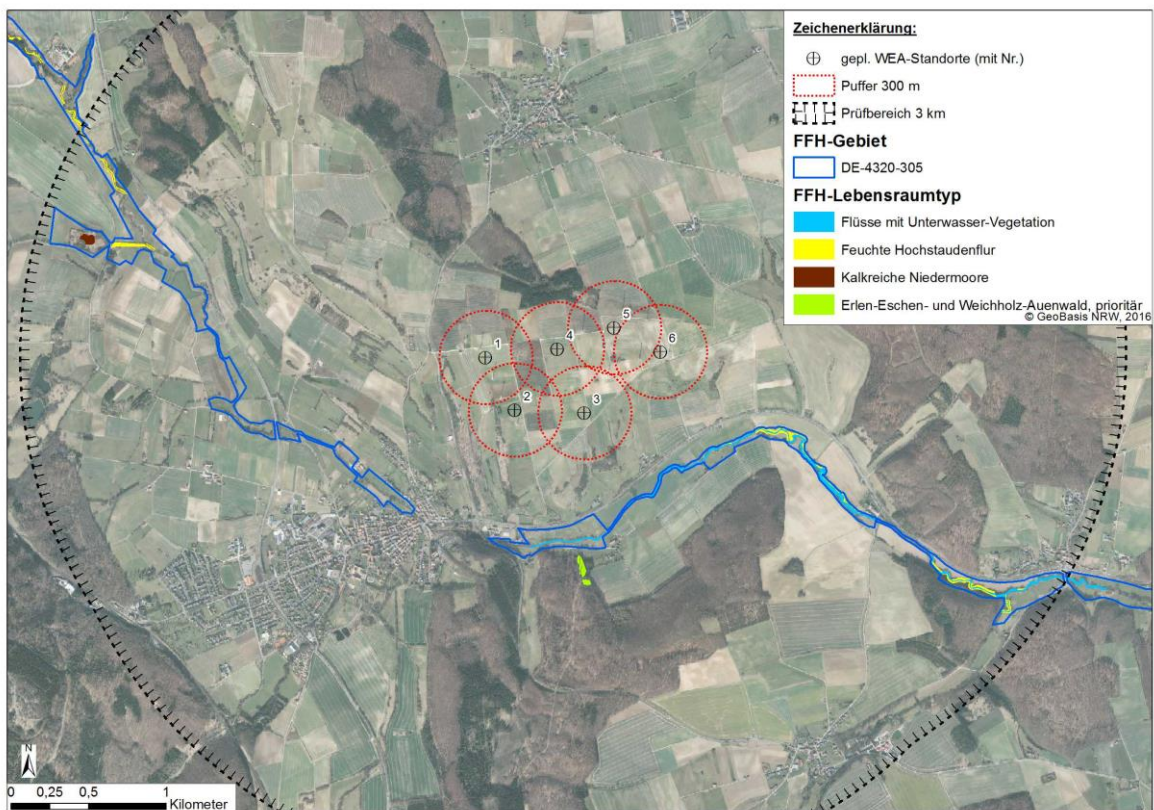 Zeichenerklärung:
gepl. WEA-Standorte (mit Nr.)
Puffer 300 m
Prüfbereich 3 km
FFH-Gebiet
DE-4320-305
FFH-Lebensraumtyp
Flüsse mit Unterwasser-Vegetation
Feuchte Hochstaudenflur
Kalkreiche Niedermoore
Erlen-Eschen- und Weichholz-Auenwald, prioritär
© GeoBasis NRW, 2016
5
4
6
1
2
3
N
0 0,25 0,5 1
Kilometer